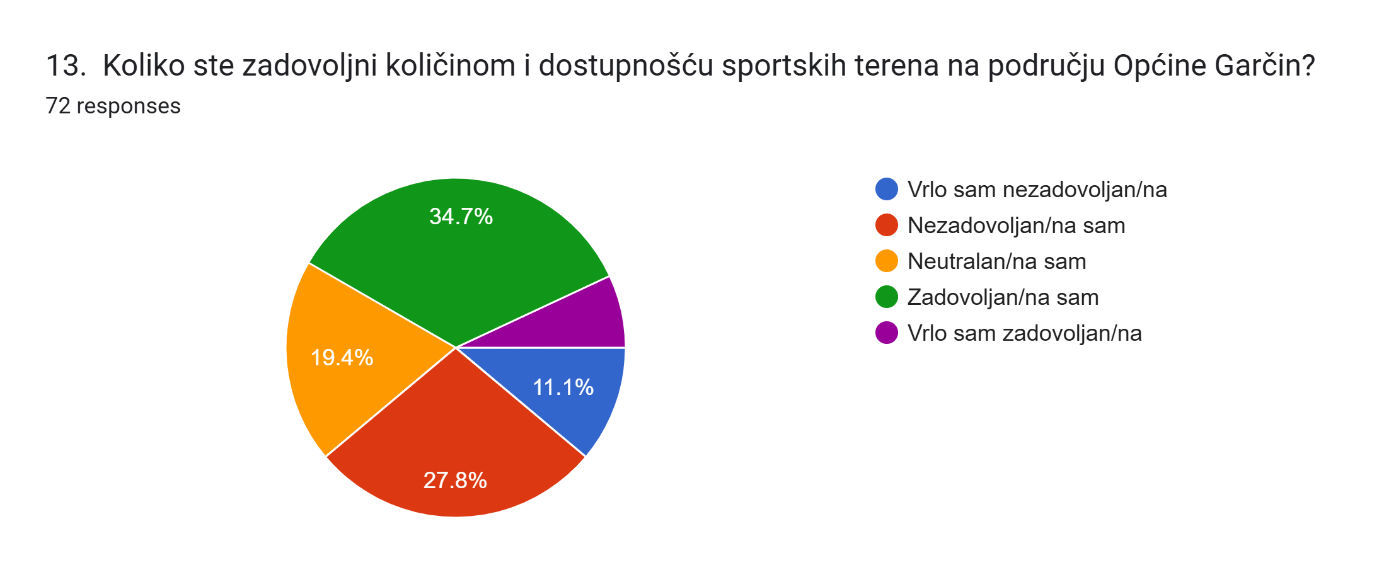 13. Koliko ste zadovoljni količinom i dostupnošću sportskih terena na području Općine Garčin?
72 responses
34.7%
19.4%
11.1%
27.8%
Vrlo sam nezadovoljan/na
Nezadovoljan/na sam
Neutralan/na sam
Zadovoljan/na sam
Vrlo sam zadovoljan/na